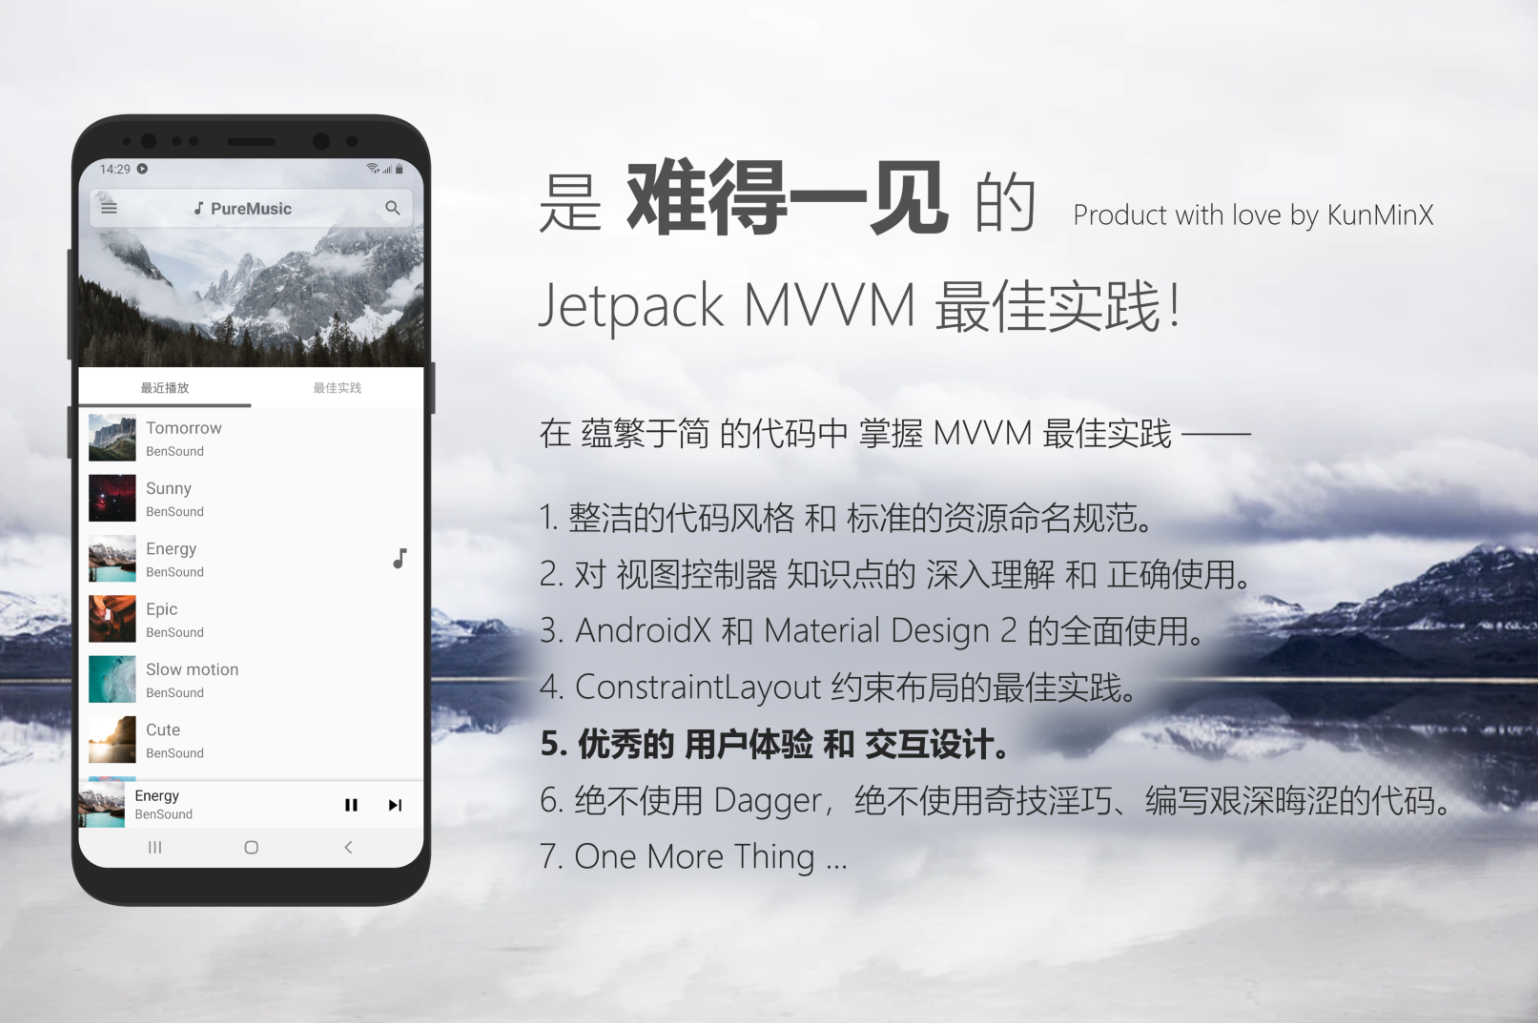 14:29
PureMusic
最近播放 最佳实践
Tomorrow
BenSound
Sunny
BenSound
Energy
BenSound
Epic
BenSound
Slow motion
BenSound
Cute
BenSound
Energy
BenSound
是 难得一见 的 Product with love by KunMinX
Jetpack MVVM 最佳实践！
在 蕴繁于简 的代码中 掌握 MVVM 最佳实践 ——
1. 整洁的代码风格 和 标准的资源命名规范。
2. 对 视图控制器 知识点的 深入理解 和 正确使用。
3. AndroidX 和 Material Design 2 的全面使用。
4. ConstraintLayout 约束布局的最佳实践。
5. 优秀的 用户体验 和 交互设计。
6. 绝不使用 Dagger，绝不使用奇技淫巧、编写艰深晦涩的代码。
7. One More Thing ...